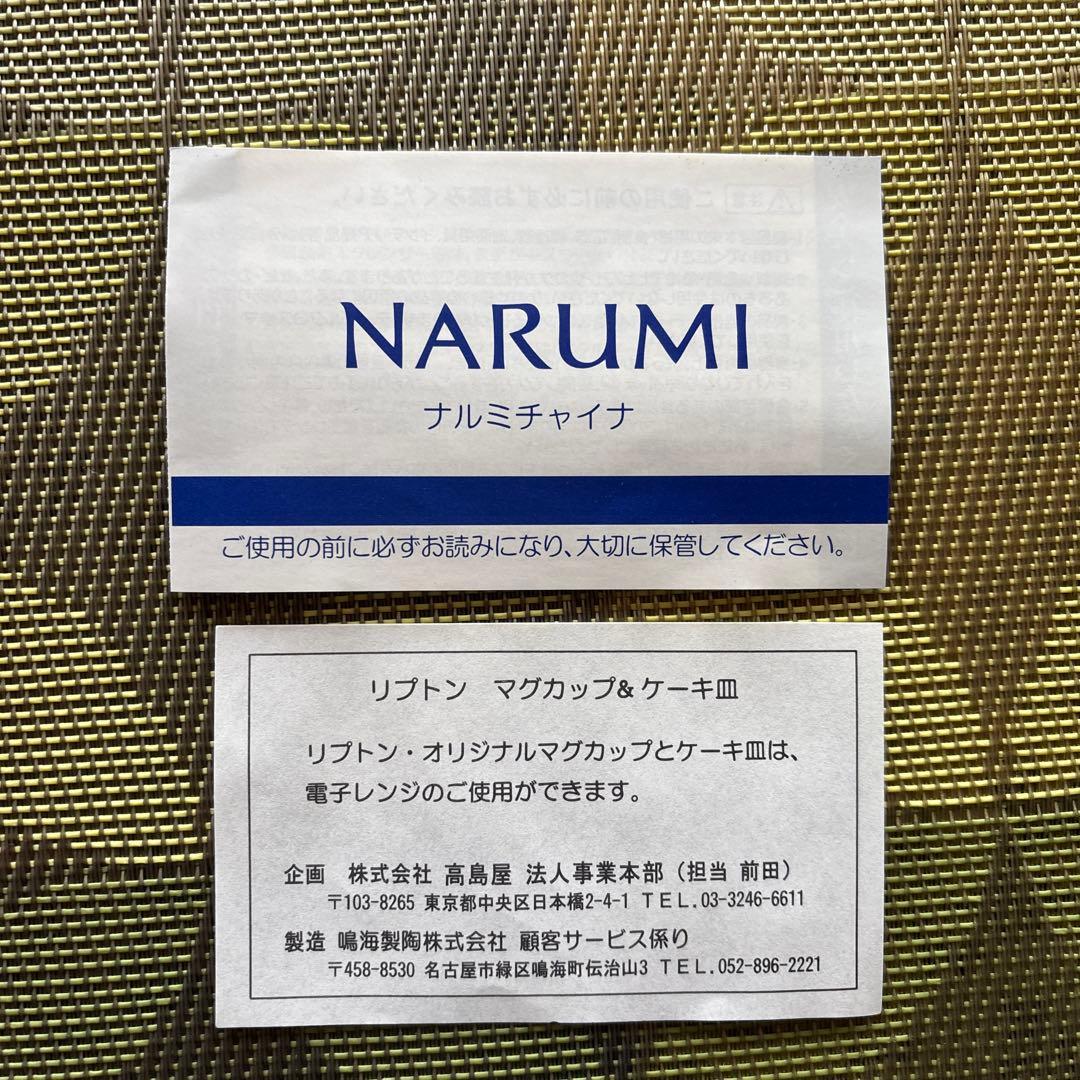 NARUMI
ナルミチャイナ
ご使用の前に必ずお読みになり、大切に保管してください。
リプトン　マグカップ&ケーキ皿
リプトン・オリジナルマグカップとケーキ皿は、
電子レンジのご使用ができます。
企画　株式会社 高島屋 法人事業本部（担当 前田）
〒103-8265 東京都中央区日本橋2-4-1 ＴＥＬ.03-3246-6611
製造 鳴海製陶株式会社 顧客サービス係り
〒458-8530 名古屋市緑区鳴海町伝治山3 ＴＥＬ.052-896-2221